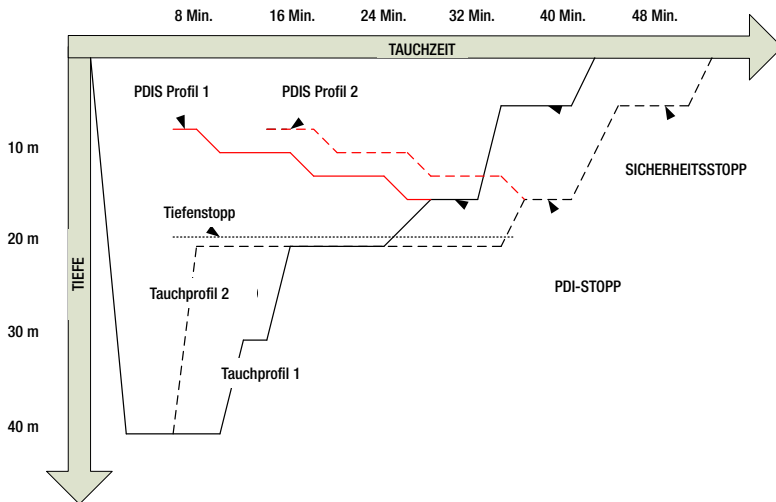 8 Min. 16 Min. 24 Min. 32 Min. 40 Min. 48 Min.
TAUCHZEIT
PDIS Profil 1 PDIS Profil 2
10 m
SICHERHEITSSTOPP
Tiefenstopp
20 m
TIEFE
Tauchprofil 2 PDI-STOPP
30 m
Tauchprofil 1
40 m